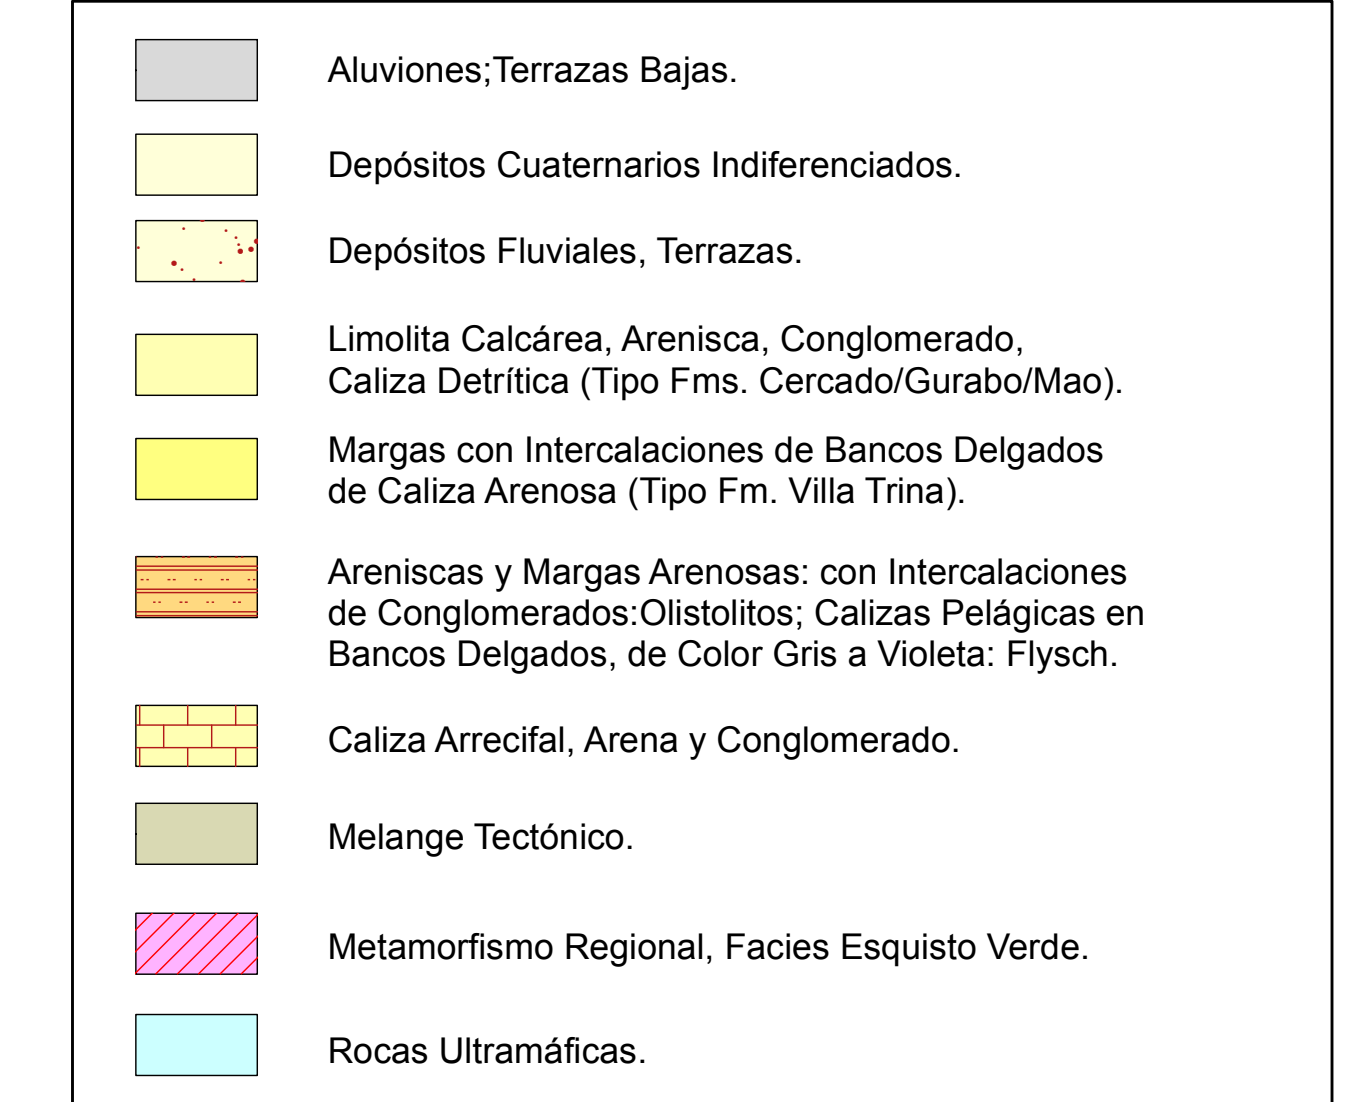 Aluviones;Terrazas Bajas.
Depósitos Cuaternarios Indiferenciados.
Depósitos Fluviales, Terrazas.
Limolita Calcárea, Arenisca, Conglomerado,
Caliza Detrítica (Tipo Fms. Cercado/Gurabo/Mao).
Margas con Intercalaciones de Bancos Delgados
de Caliza Arenosa (Tipo Fm. Villa Trina).
Areniscas y Margas Arenosas: con Intercalaciones
de Conglomerados:Olistolitos; Calizas Pelágicas en
Bancos Delgados, de Color Gris a Violeta: Flysch.
Caliza Arrecifal, Arena y Conglomerado.
Melange Tectónico.
Metamorfismo Regional, Facies Esquisto Verde.
Rocas Ultramáficas.